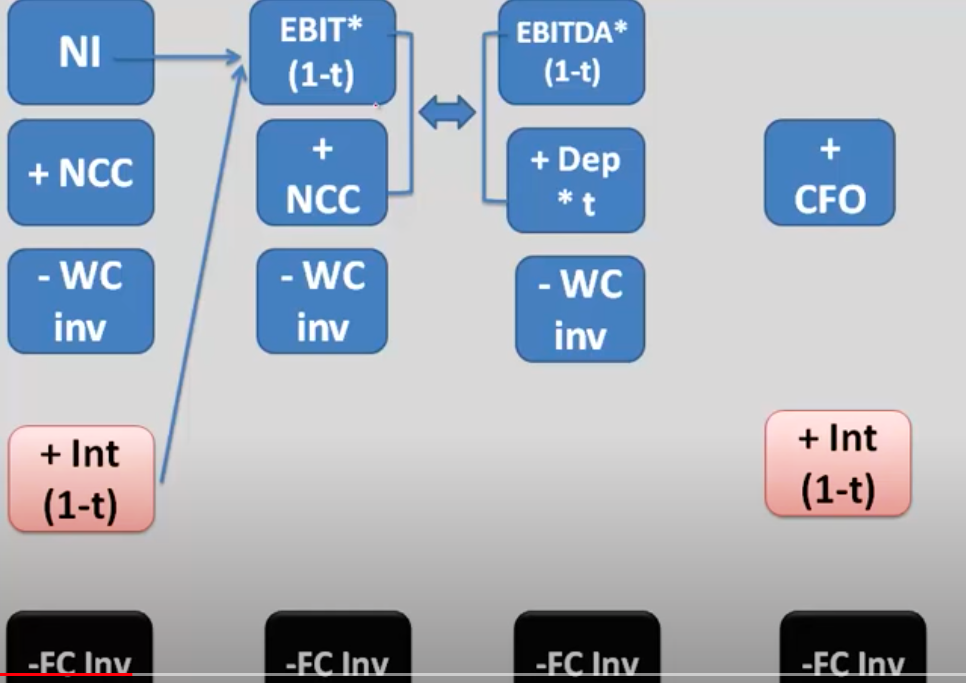 NI
+ NCC
- WC
inv
+ Int
(1-t)
-FC Inv
EBIT*
(1-t)
+
NCC
- WC
inv
-FC Inv
EBITDA*
(1-t)
+ Dep
* t
- WC
inv
-FC Inv
+
CFO
+ Int
(1-t)
-FC Inv